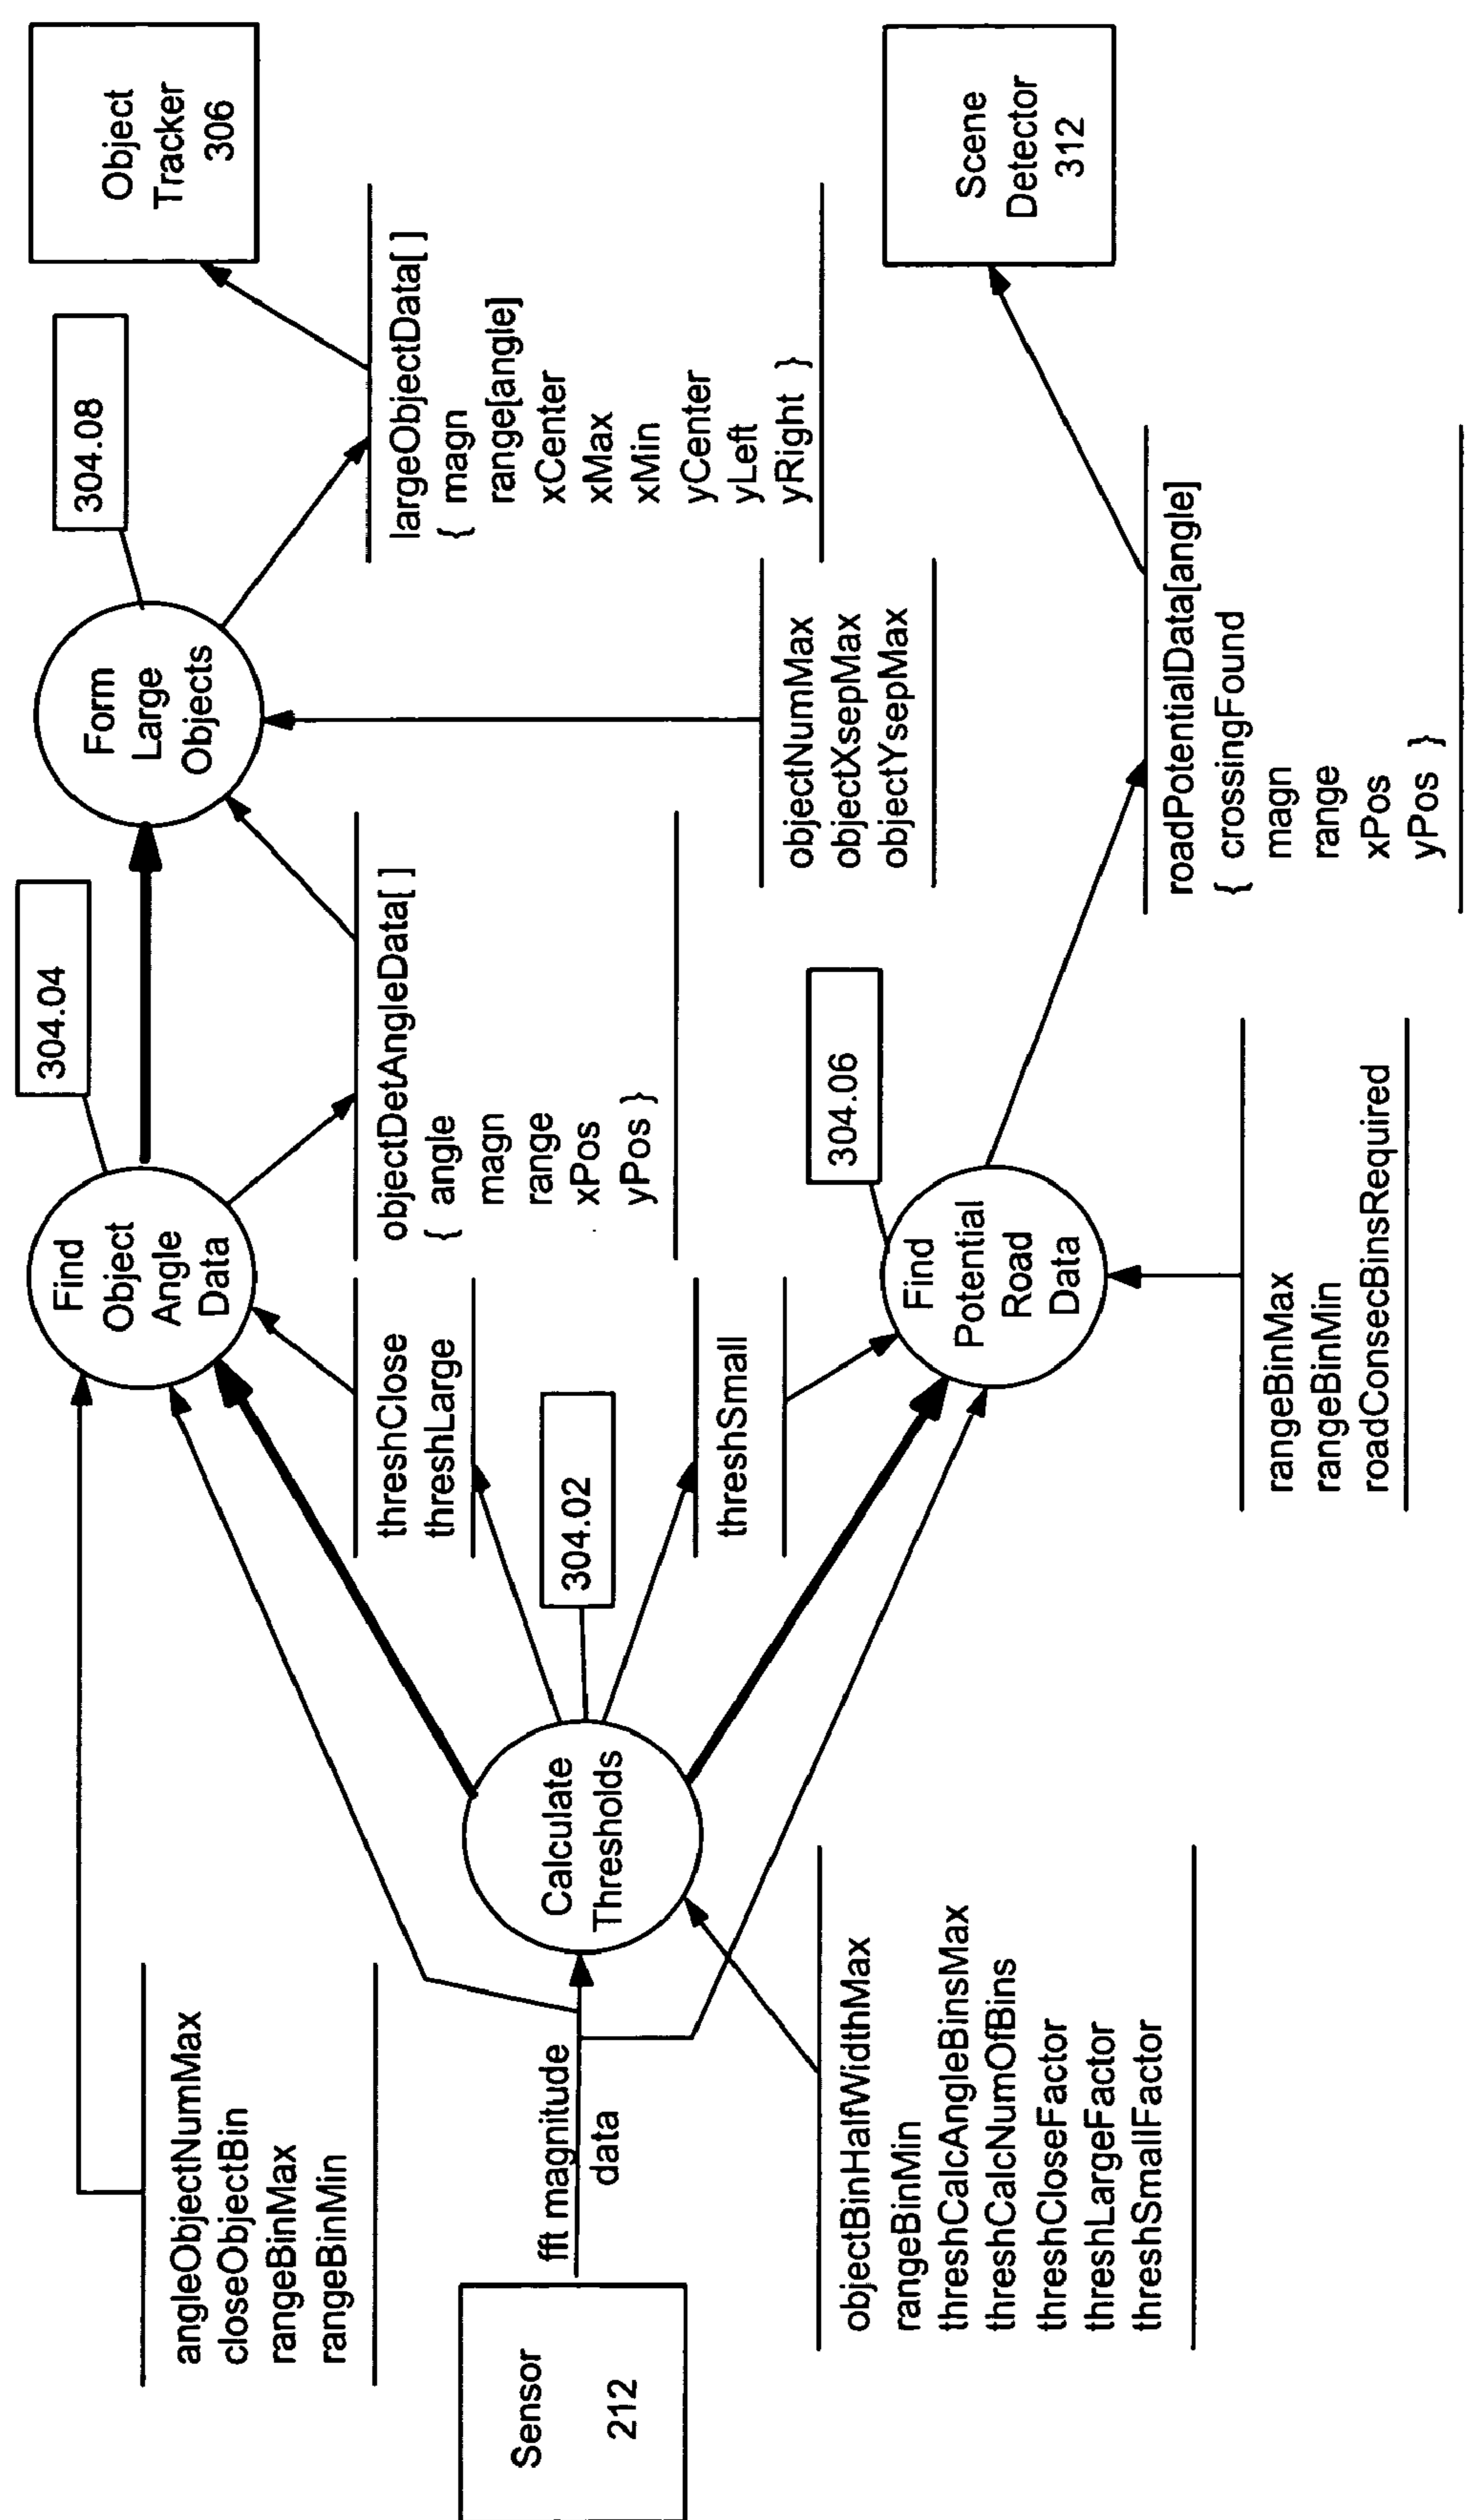 Sensor
212
fft magnitude
data
angleObjectNumMax
closeObjectBin
rangeBinMax
rangeBinMin
objectBinHalfWidthMax
rangeBinMin
threshCalcAngleBinsMax
threshCalcNumOfBins
threshCloseFactor
threshLargeFactor
threshSmallFactor
Calculate
Thresholds
304.02
threshClose
threshLarge
threshSmall
Find
Object
Angle
Data
304.04
objectDetAngleData[ ]
{ angle
magn
range
xPos
yPos }
Find
Potential
Road
Data
304.06
rangeBinMax
rangeBinMin
roadConsecBinsRequired
Form
Large
Objects
304.08
objectNumMax
objectXsepMax
objectYsepMax
largeObjectData[ ]
{ magn
range[angle]
xCenter
xMax
xMin
yCenter
yLeft
yRight }
roadPotentialData[angle]
{ crossingFound
magn
range
xPos
yPos }
Object
Tracker
306
Scene
Detector
312